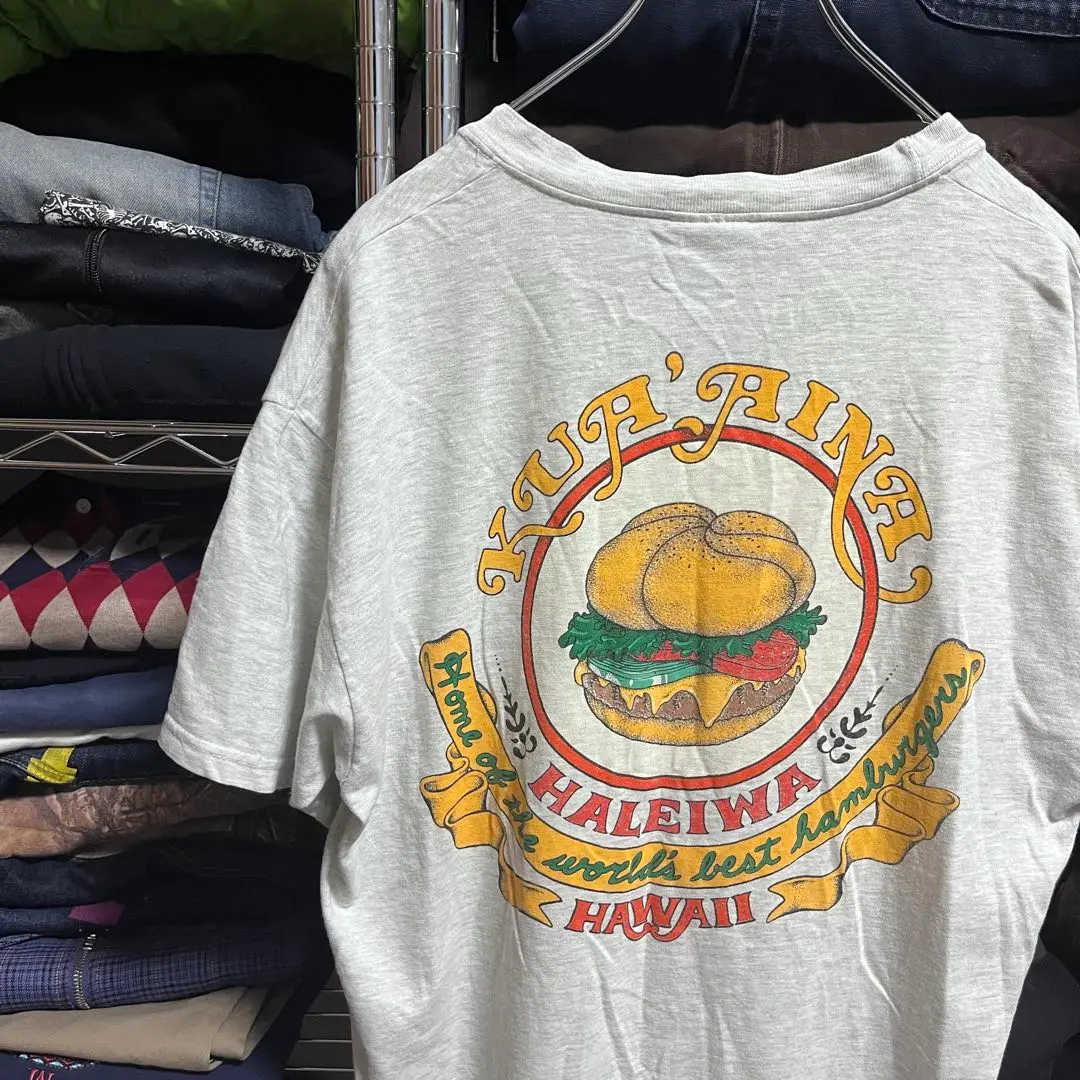 KUA'AINA
HALEIWA
Home of the world's best hamburgers
HAWAII